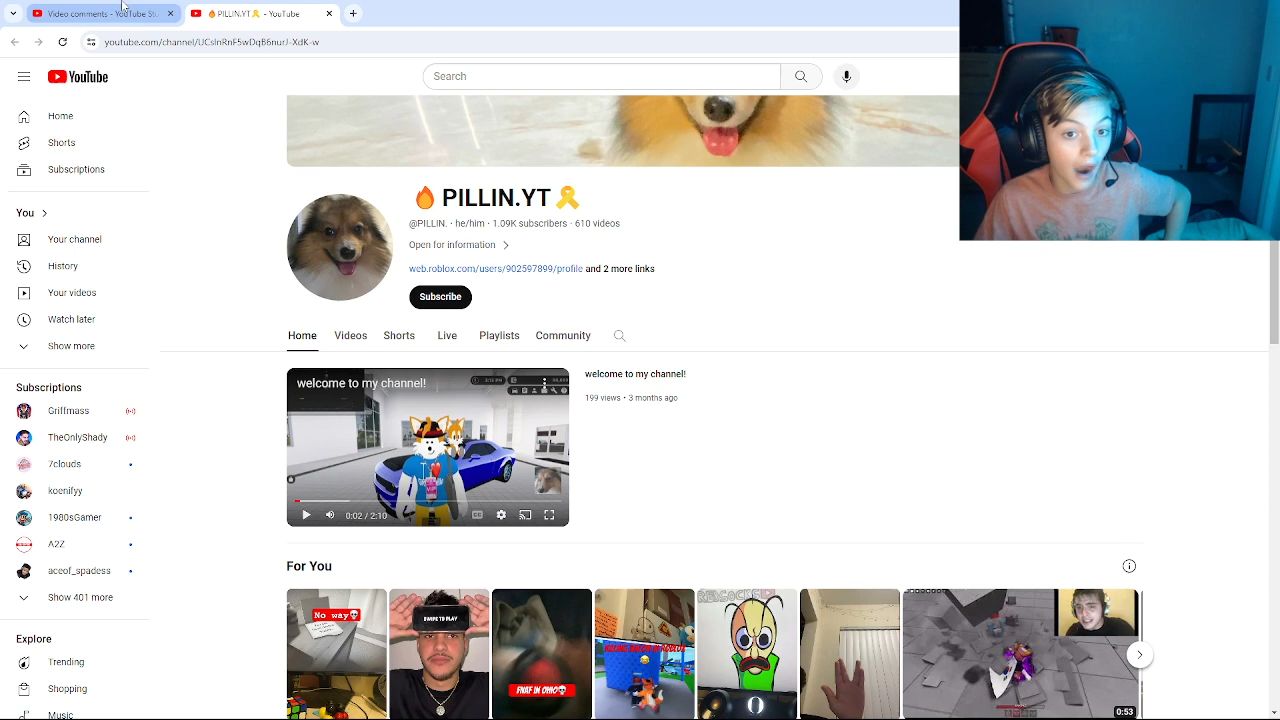 Video comments - YouTube St
PILLIN.YT🎗 - YouTube
youtube.com/channel/UCsInRnF5wDqB6nurJ-XdK-w
YouTube
Search
Home
Shorts
Subscriptions
You
Your channel
History
Your videos
Watch later
Show more
Subscriptions
Griffmass
TheOnlyShady
7clouds
koenifyy
1980sGamer
A2Z
aceof_spadess
Show 401 more
Explore
Trending
Shopping
Music
🔥 PILLIN.YT 🎗
@PILLIN. · he/him · 1.09K subscribers · 610 videos
Open for information
web.roblox.com/users/902597899/profile and 2 more links
Subscribe
Home Videos Shorts Live Playlists Community
welcome to my channel!
0:02 / 2:10
welcome to my channel!
199 views • 3 months ago
For You
No way💀
SWIPE TO PLAY
FNAF IN OHIO💀
0:53